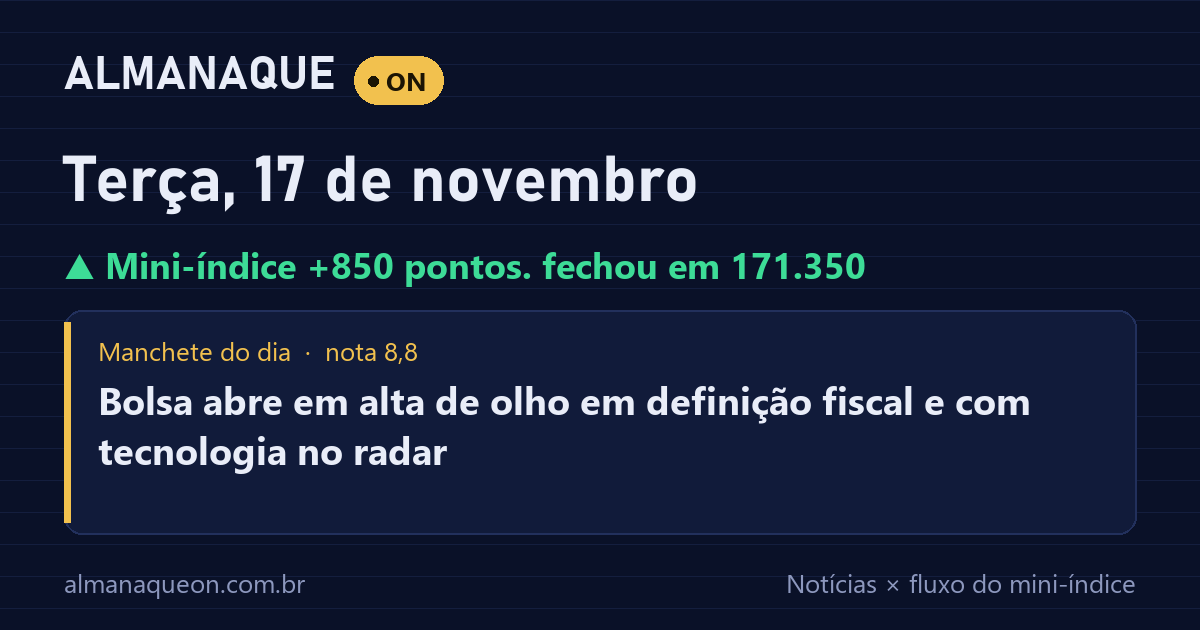 ALMANAQUE • ON
Terça, 17 de novembro
▲ Mini-índice +850 pontos. fechou em 171.350
Manchete do dia · nota 8,8
Bolsa abre em alta de olho em definição fiscal e com
tecnologia no radar
almanaqueon.com.br
Notícias × fluxo do mini-índice